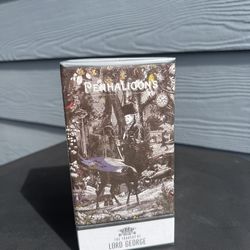 PENHALIGON'S
THE TRAGEDY OF
LORD GEORGE